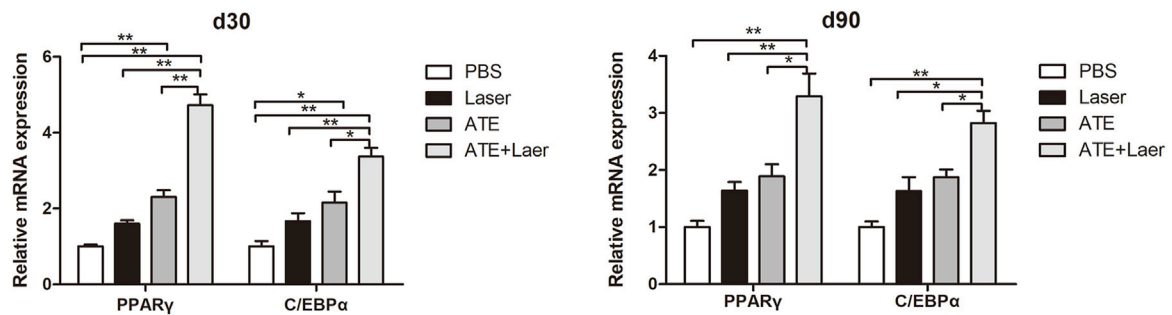 d30
Relative mRNA expression
6
4
2
0
**
**
**
**
*
**
**
*
PPARγ
C/EBPα
PBS
Laser
ATE
ATE+Laer
d90
Relative mRNA expression
4
3
2
1
0
**
**
*
**
*
*
PPARγ
C/EBPα
PBS
Laser
ATE
ATE+Laer